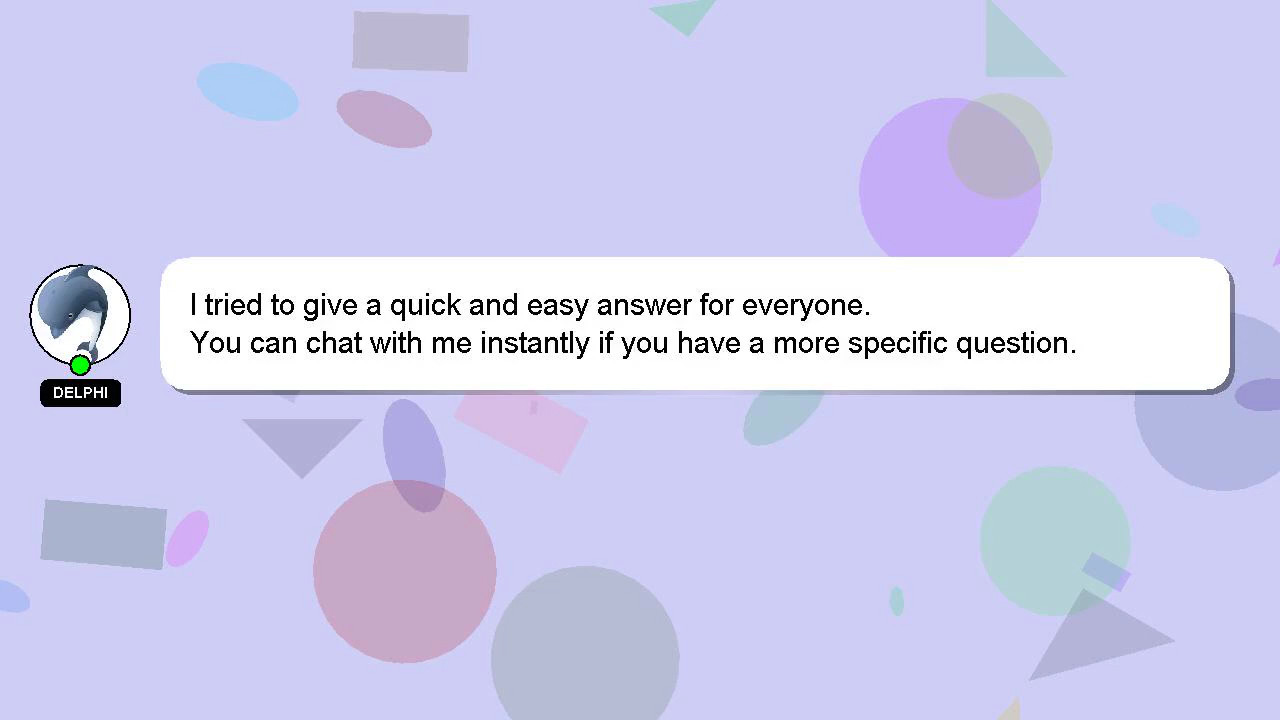 I tried to give a quick and easy answer for everyone.
You can chat with me instantly if you have a more specific question.
DELPHI